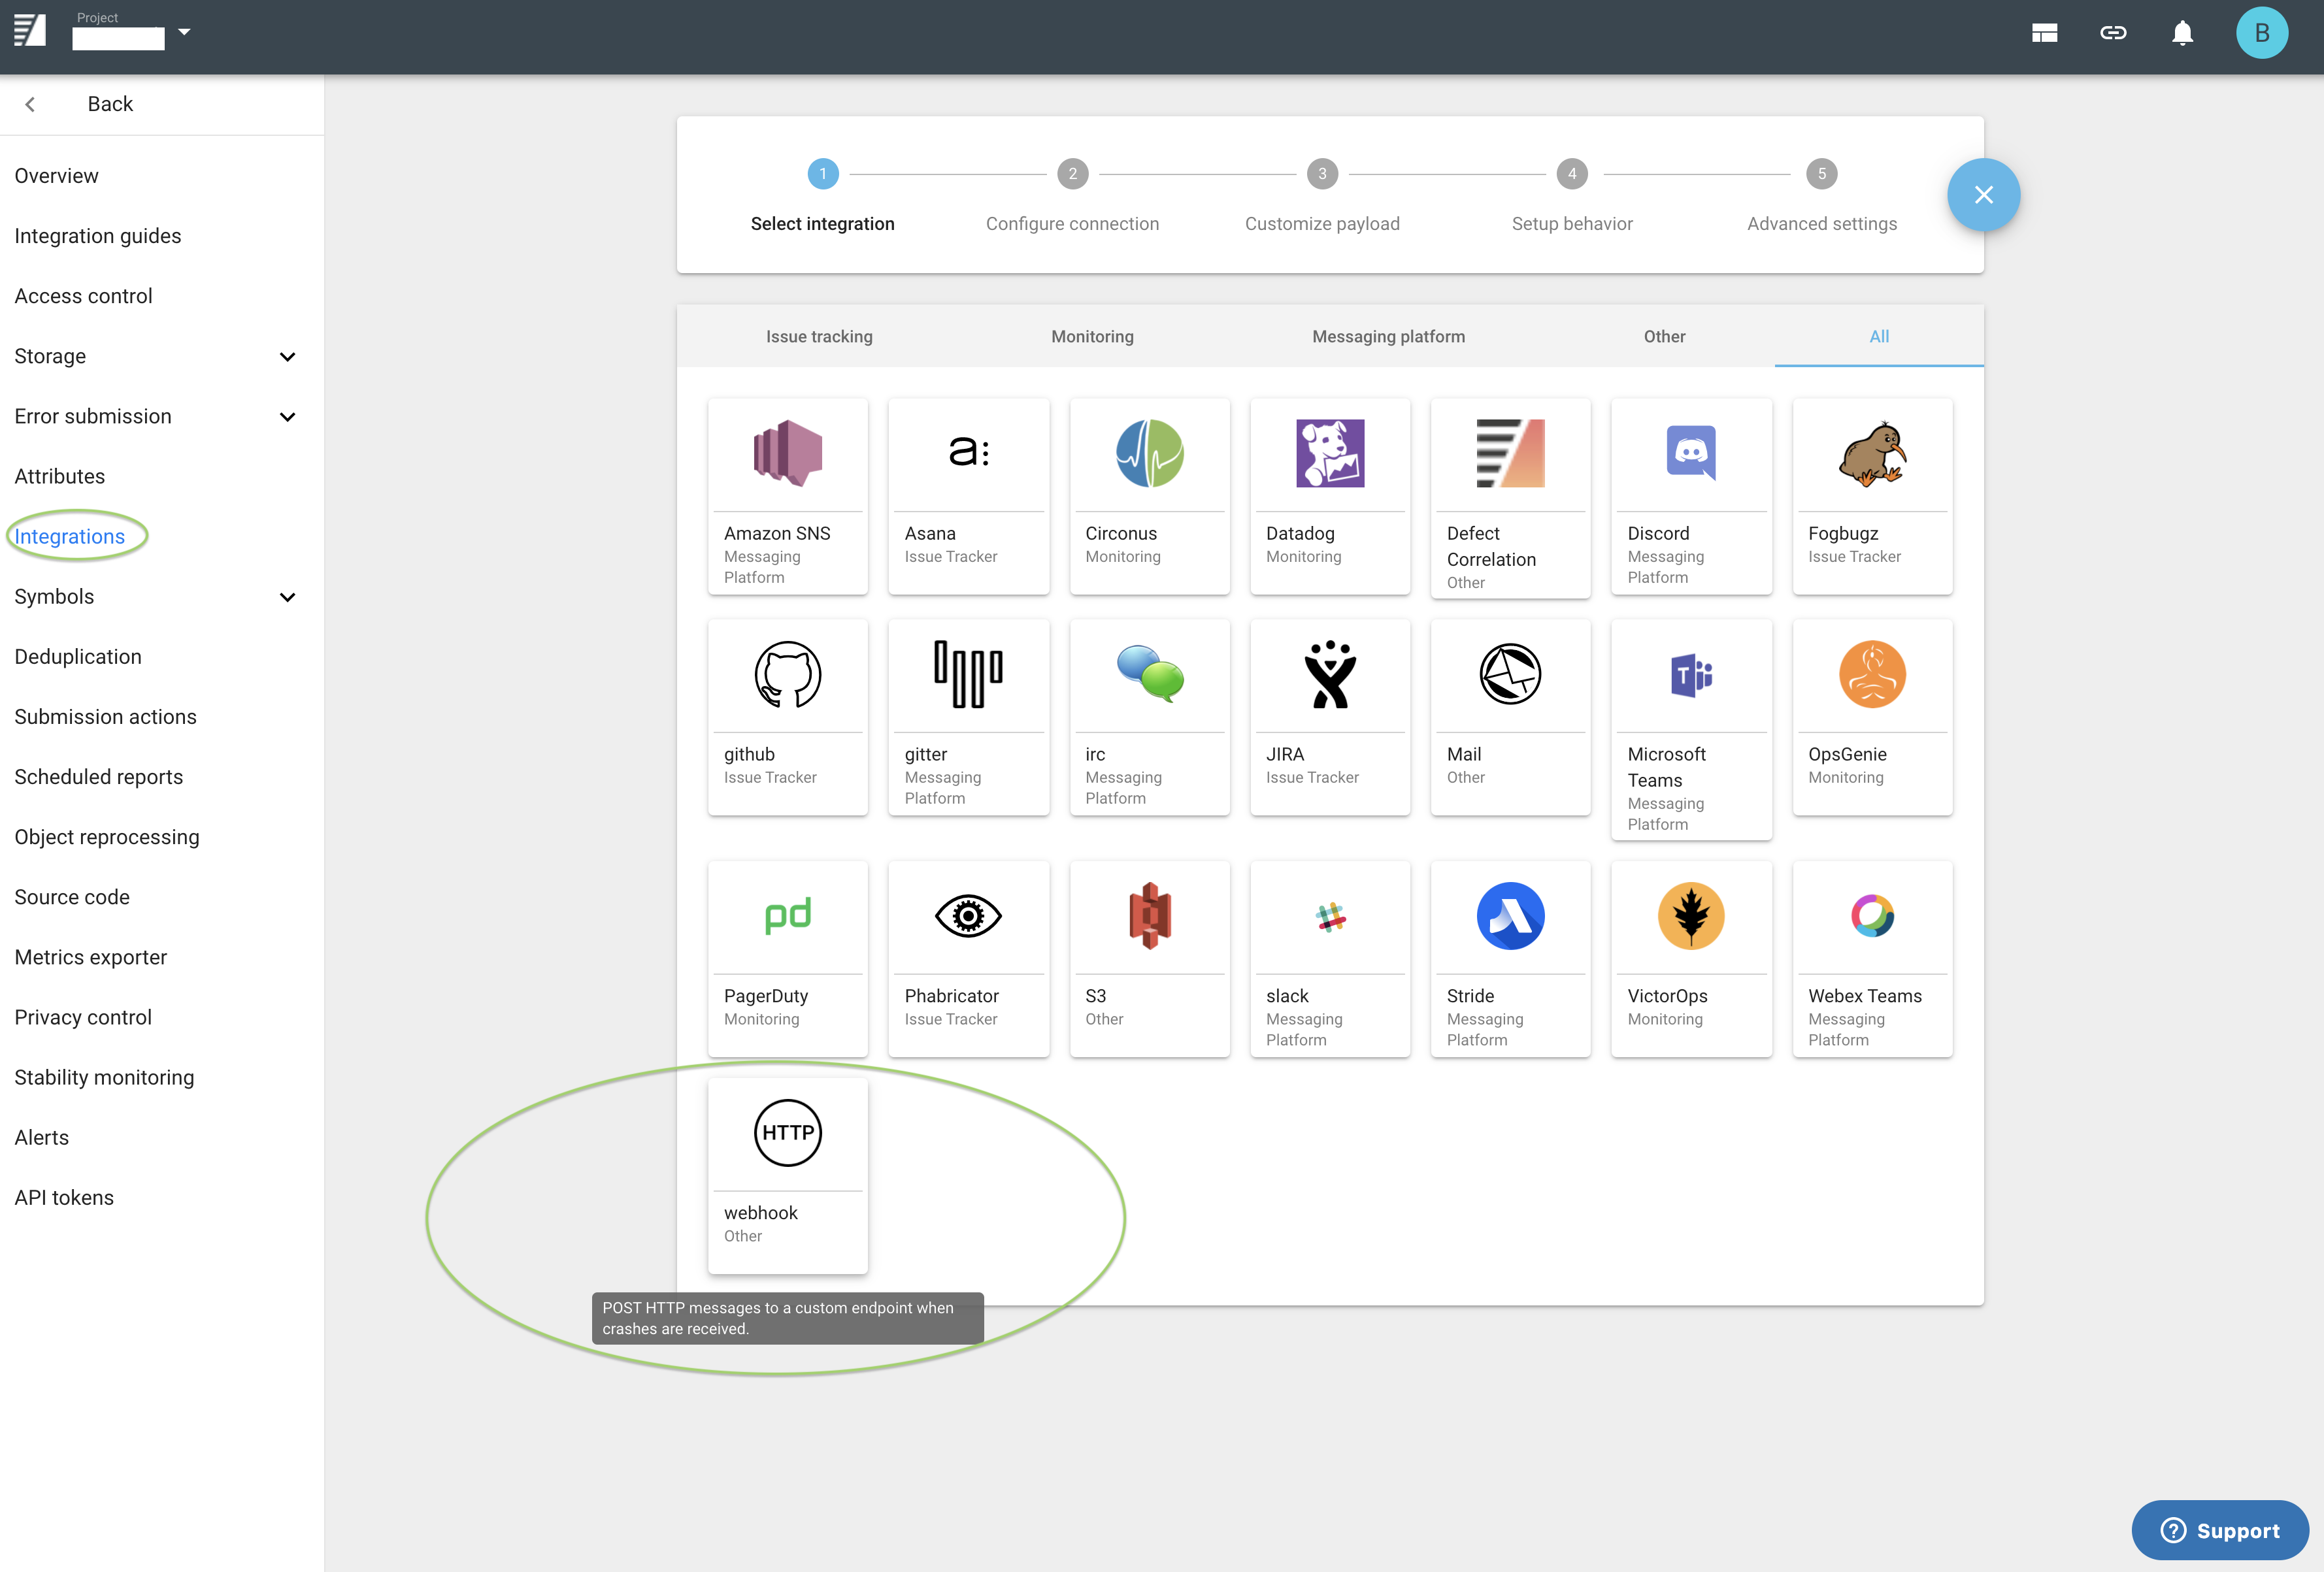 Project
B
Back
Overview
Integration guides
Access control
Storage
Error submission
Attributes
Integrations
Symbols
Deduplication
Submission actions
Scheduled reports
Object reprocessing
Source code
Metrics exporter
Privacy control
Stability monitoring
Alerts
API tokens
1
2
3
4
5
Select integration
Configure connection
Customize payload
Setup behavior
Advanced settings
Issue tracking
Monitoring
Messaging platform
Other
All
Amazon SNS
Messaging
Platform
a:
Asana
Issue Tracker
Circonus
Monitoring
Datadog
Monitoring
Defect
Correlation
Other
Discord
Messaging
Platform
Fogbugz
Issue Tracker
github
Issue Tracker
gitter
Messaging
Platform
irc
Messaging
Platform
JIRA
Issue Tracker
Mail
Other
T
Microsoft
Teams
Messaging
Platform
OpsGenie
Monitoring
pd
PagerDuty
Monitoring
Phabricator
Issue Tracker
S3
Other
slack
Messaging
Platform
Stride
Messaging
Platform
VictorOps
Monitoring
Webex Teams
Messaging
Platform
HTTP
webhook
Other
POST HTTP messages to a custom endpoint when
crashes are received.
? Support